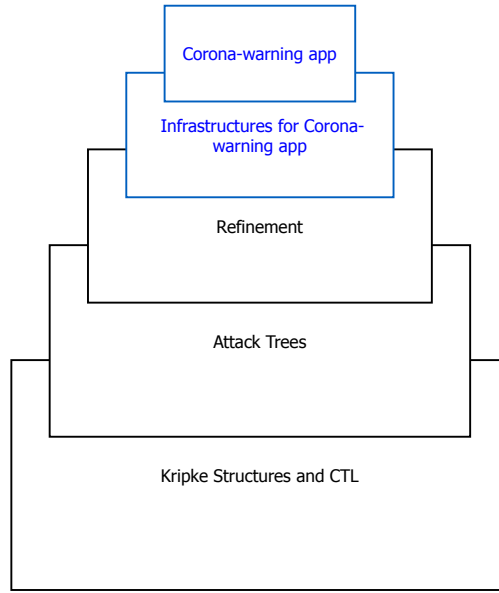 Corona-warning app
Infrastructures for Corona-
warning app
Refinement
Attack Trees
Kripke Structures and CTL